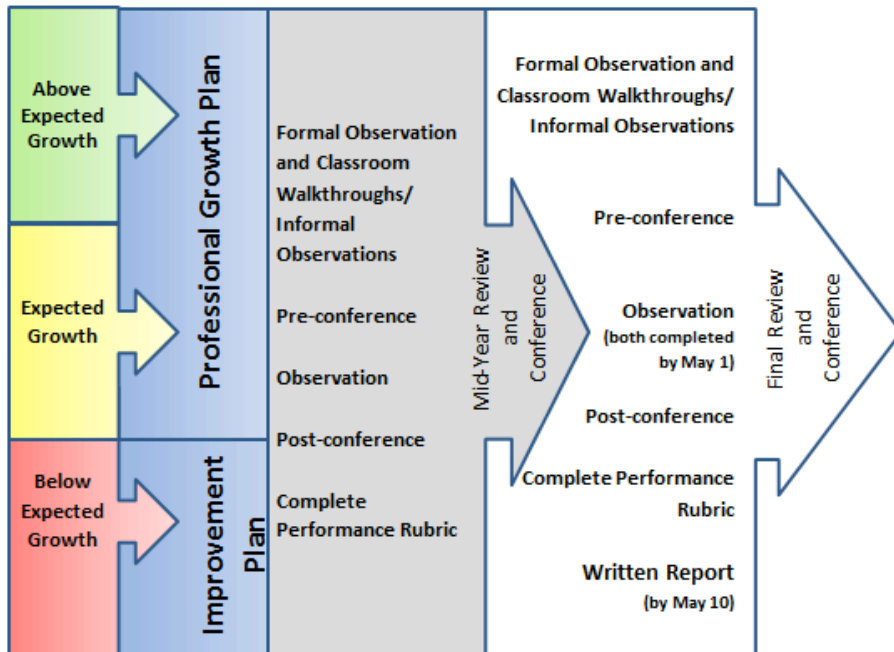 Above
Expected
Growth
Expected
Growth
Below
Expected
Growth
Professional Growth Plan
Improvement
Plan
Formal Observation
and Classroom
Walkthroughs/
Informal
Observations
Pre-conference
Observation
Post-conference
Complete
Performance Rubric
Mid-Year Review
and
Conference
Formal Observation and
Classroom Walkthroughs/
Informal Observations
Pre-conference
Observation
(both completed
by May 1)
Post-conference
Complete Performance
Rubric
Written Report
(by May 10)
Final Review
and
Conference